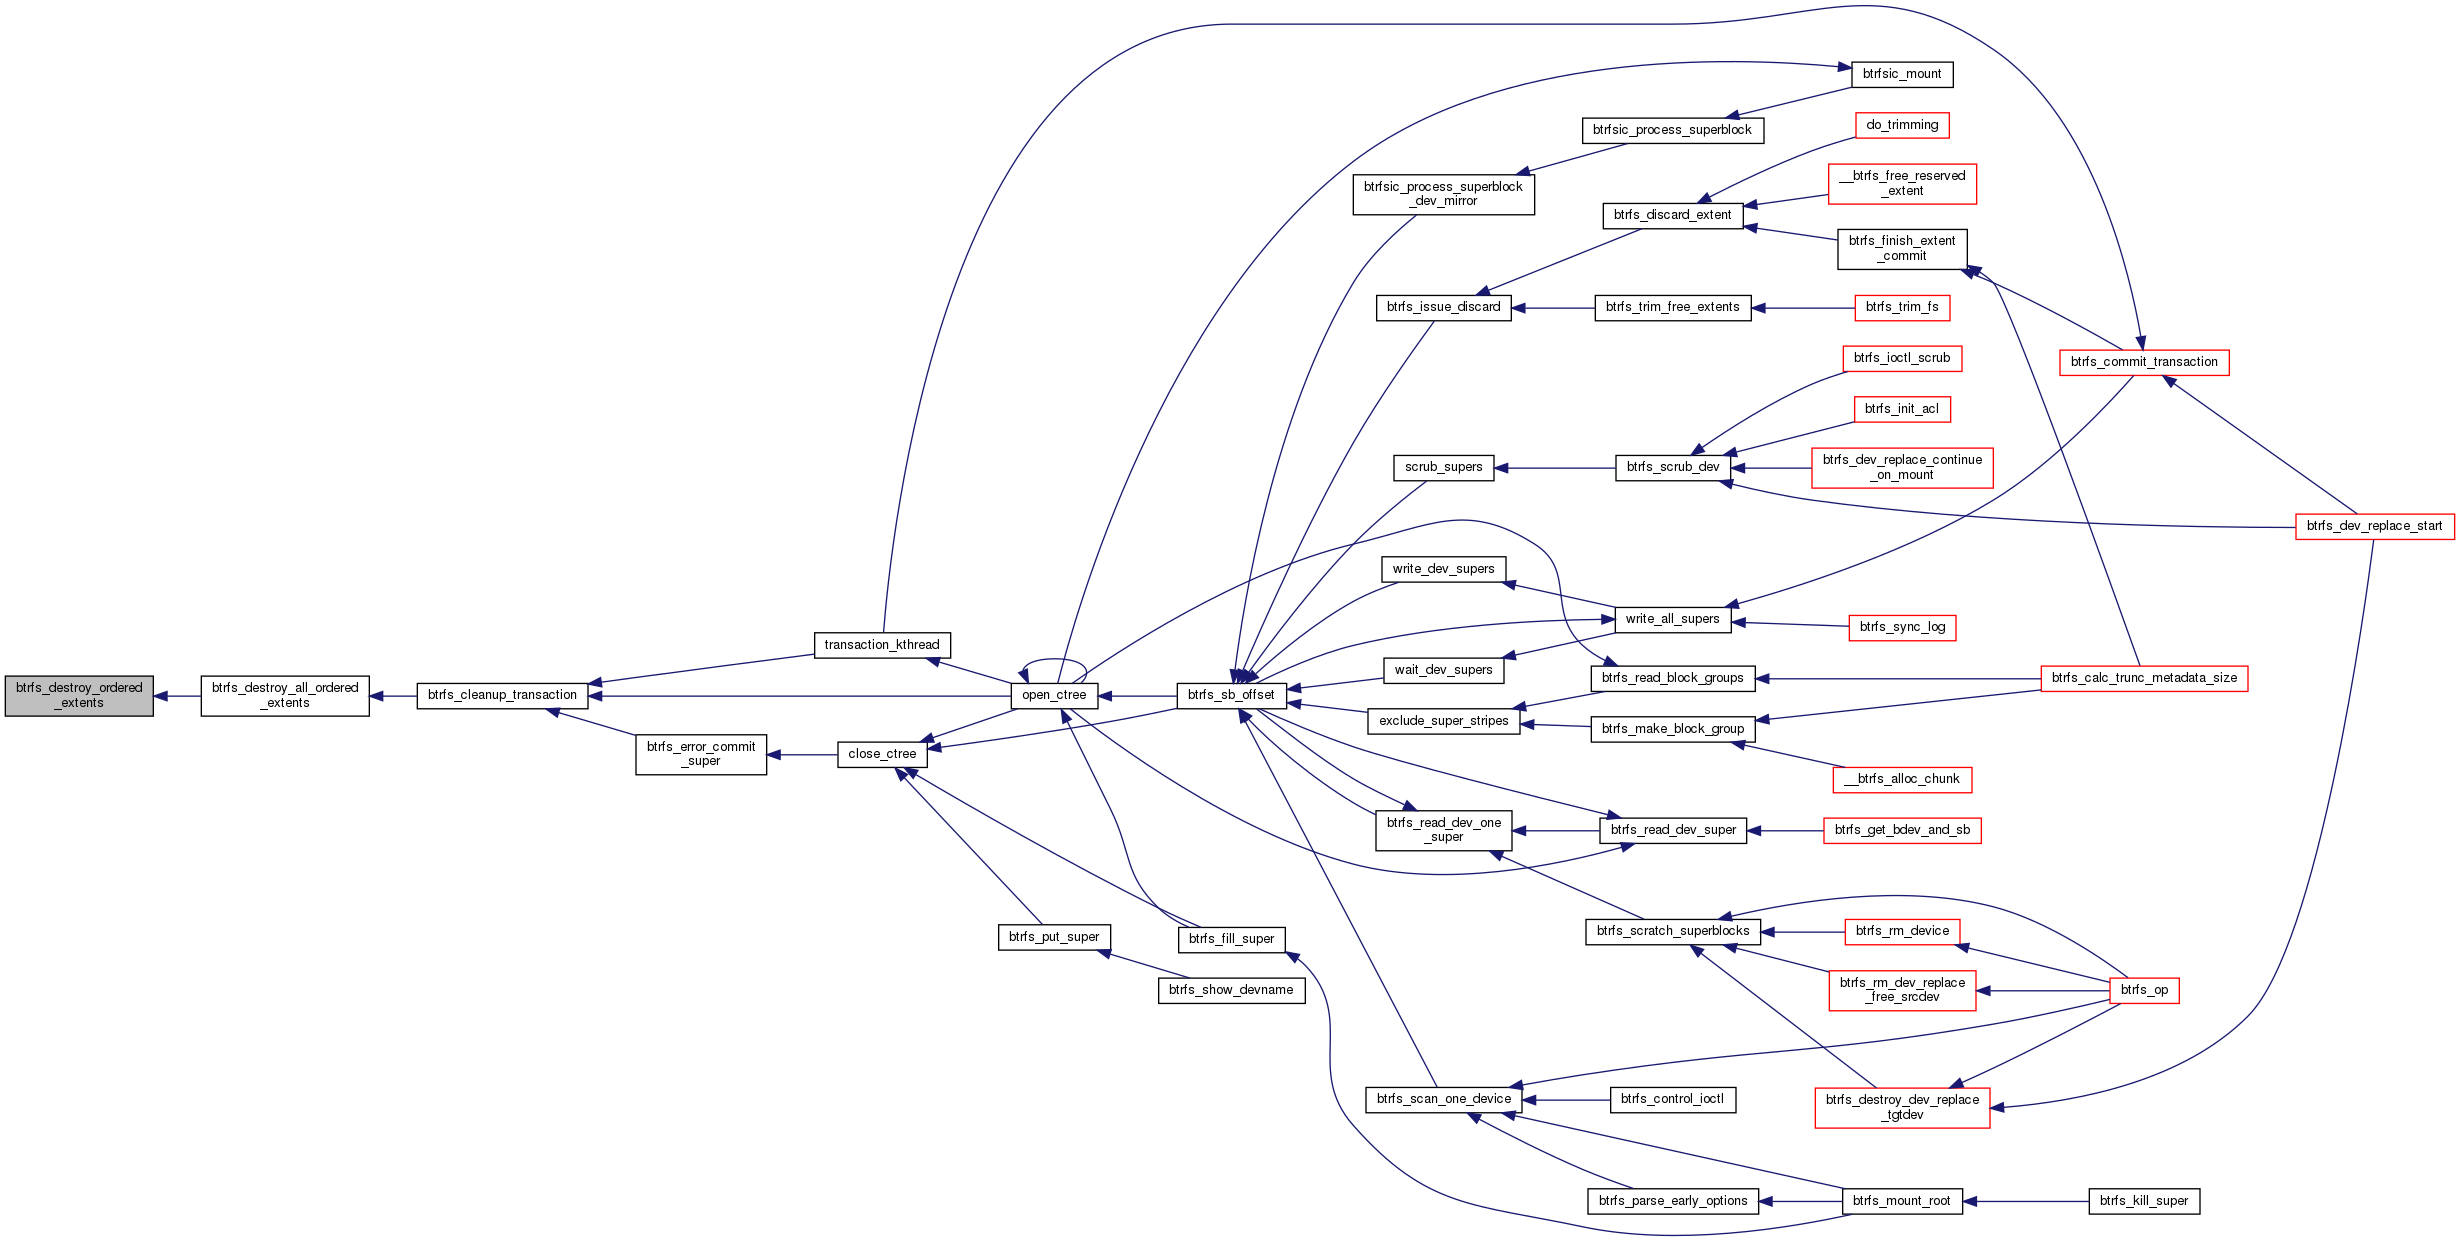 btrfsic_mount
do_trimming
btrfsic_process_superblock
__btrfs_free_reserved
_extent
btrfsic_process_superblock
_dev_mirror
btrfs_discard_extent
btrfs_finish_extent
_commit
btrfs_issue_discard
btrfs_trim_free_extents
btrfs_trim_fs
btrfs_ioctl_scrub
btrfs_commit_transaction
btrfs_init_acl
scrub_supers
btrfs_scrub_dev
btrfs_dev_replace_continue
_on_mount
btrfs_dev_replace_start
write_dev_supers
write_all_supers
btrfs_sync_log
transaction_kthread
wait_dev_supers
btrfs_read_block_groups
btrfs_calc_trunc_metadata_size
btrfs_destroy_ordered
_extents
btrfs_destroy_all_ordered
_extents
btrfs_cleanup_transaction
open_ctree
btrfs_sb_offset
exclude_super_stripes
btrfs_make_block_group
btrfs_error_commit
_super
close_ctree
__btrfs_alloc_chunk
btrfs_read_dev_one
_super
btrfs_read_dev_super
btrfs_get_bdev_and_sb
btrfs_put_super
btrfs_fill_super
btrfs_scratch_superblocks
btrfs_rm_device
btrfs_show_devname
btrfs_rm_dev_replace
_free_srcdev
btrfs_op
btrfs_scan_one_device
btrfs_control_ioctl
btrfs_destroy_dev_replace
_tgtdev
btrfs_parse_early_options
btrfs_mount_root
btrfs_kill_super